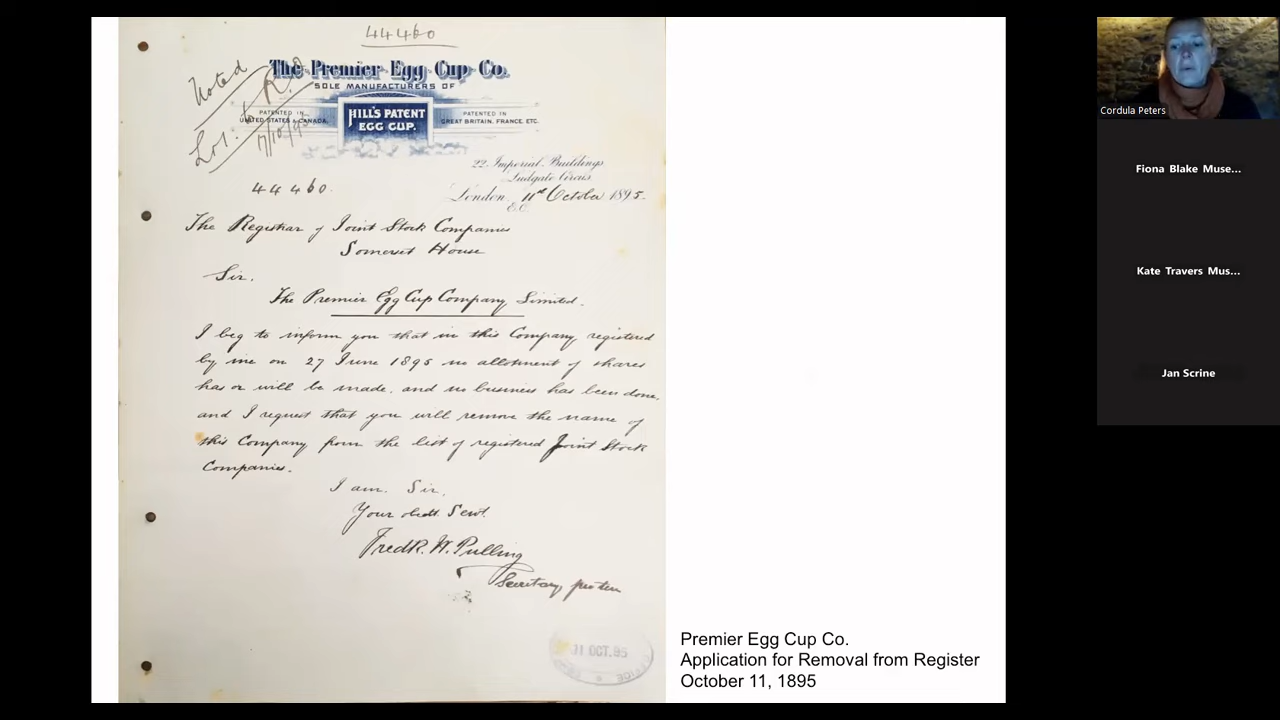 44460
The Premier Egg Cup Co.
SOLE MANUFACTURERS OF
Noted
PATENTED IN
UNITED STATES & CANADA.
HILL'S PATENT
EGG CUP.
PATENTED IN
GREAT BRITAIN, FRANCE, ETC.
22 Imperial Buildings
Ludgate Circus
44460.
London 11th October 1895.
E.C.
The Registrar of Joint Stock Companies
Somerset House
Sir.
The Premier Egg Cup Company Limited.
I beg to inform you that in this Company registered
by me on 27 June 1895 no allotment of shares
has or will be made, and no business has been done,
and I request that you will remove the name of
this Company from the list of registered Joint Stock
Companies.
I am. Sir.
Your obedt. Servt.
Fredk. W. Pulling
Secretary pro tem
11 OCT. 95
Premier Egg Cup Co.
Application for Removal from Register
October 11, 1895
Cordula Peters
Fiona Blake Muse...
Kate Travers Mus...
Jan Scrine